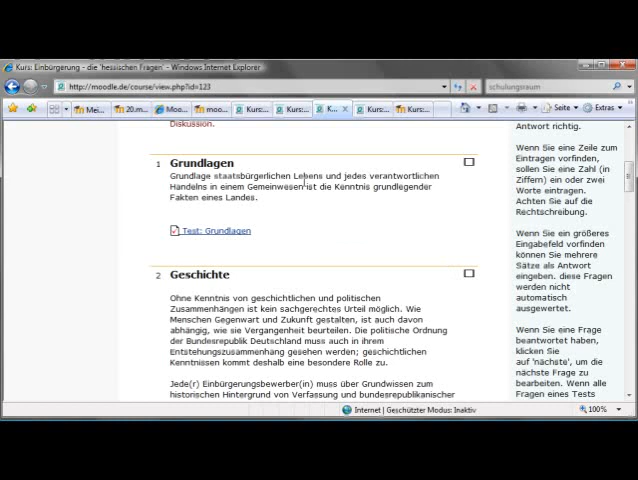 Kurs: Einbürgerung - die 'hessischen Fragen' - Windows Internet Explorer
http://moodle.de/course/view.php?id=123
schulungsraum
Mei...
20.m...
Moo...
moo...
Kurs:...
Kurs:...
K...
Kurs:...
Kurs:...
Seite
Extras
Diskussion.
1 Grundlagen
Grundlage staatsbürgerlichen Lebens und jedes verantwortlichen
Handelns in einem Gemeinwesen ist die Kenntnis grundlegender
Fakten eines Landes.
Test: Grundlagen
2 Geschichte
Ohne Kenntnis von geschichtlichen und politischen
Zusammenhängen ist kein sachgerechtes Urteil möglich. Wie
Menschen Gegenwart und Zukunft gestalten, ist auch davon
abhängig, wie sie Vergangenheit beurteilen. Die politische Ordnung
der Bundesrepublik Deutschland muss auch in ihrem
Entstehungszusammenhang gesehen werden; geschichtlichen
Kenntnissen kommt deshalb eine besondere Rolle zu.
Jede(r) Einbürgerungsbewerber(in) muss über Grundwissen zum
historischen Hintergrund von Verfassung und bundesrepublikanischer
Antwort richtig.
Wenn Sie eine Zeile zum
Eintragen vorfinden,
sollen Sie eine Zahl (in
Ziffern) ein oder zwei
Worte eintragen.
Achten Sie auf die
Rechtschreibung.
Wenn Sie ein größeres
Eingabefeld vorfinden
können Sie mehrere
Sätze als Antwort
eingeben. diese Fragen
werden nicht
automatisch
ausgewertet.
Wenn Sie eine Frage
beantwortet haben,
klicken Sie
auf 'nächste', um die
nächste Frage zu
bearbeiten. Wenn alle
Fragen eines Tests
Internet | Geschützter Modus: Inaktiv
100%